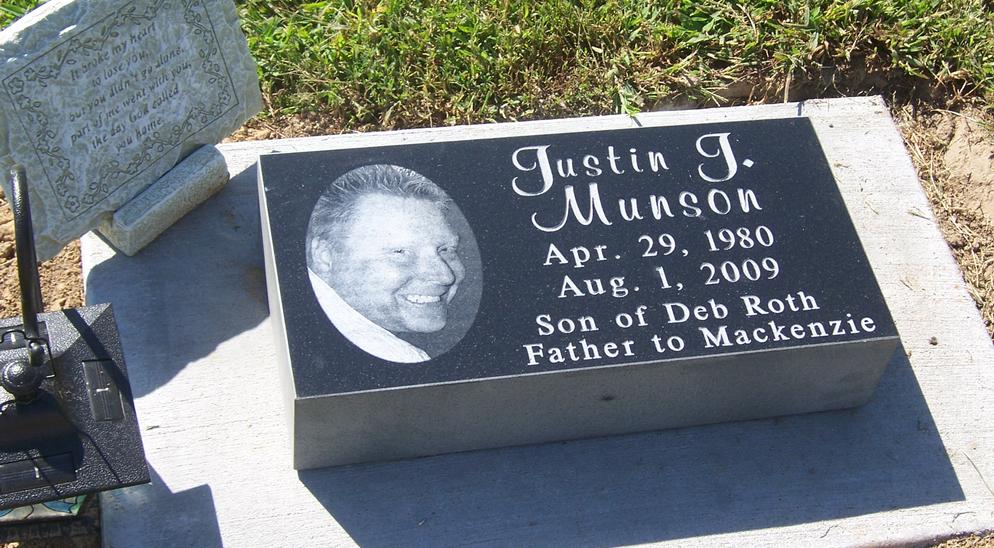 It broke my heart
to lose you,
but you didn't go alone.
part of me went with you,
the day God called
you home.
Justin J.
Munson
Apr. 29, 1980
Aug. 1, 2009
Son of Deb Roth
Father to Mackenzie